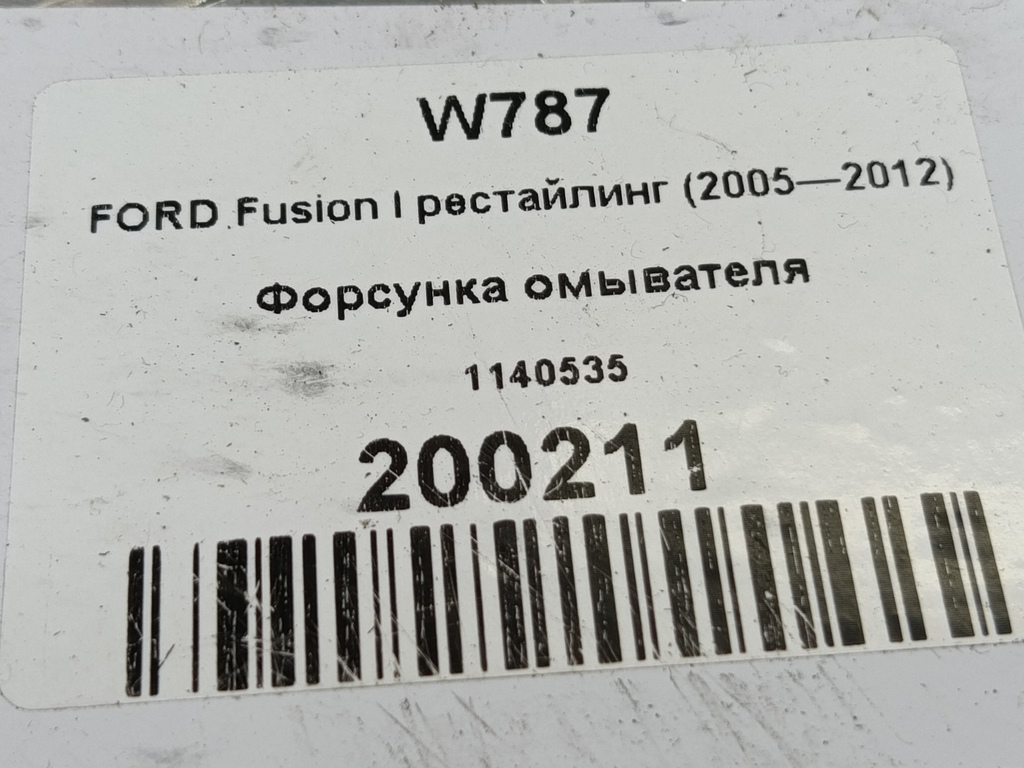 W787
FORD Fusion I рестайлинг (2005—2012)
Форсунка омывателя
1140535
200211